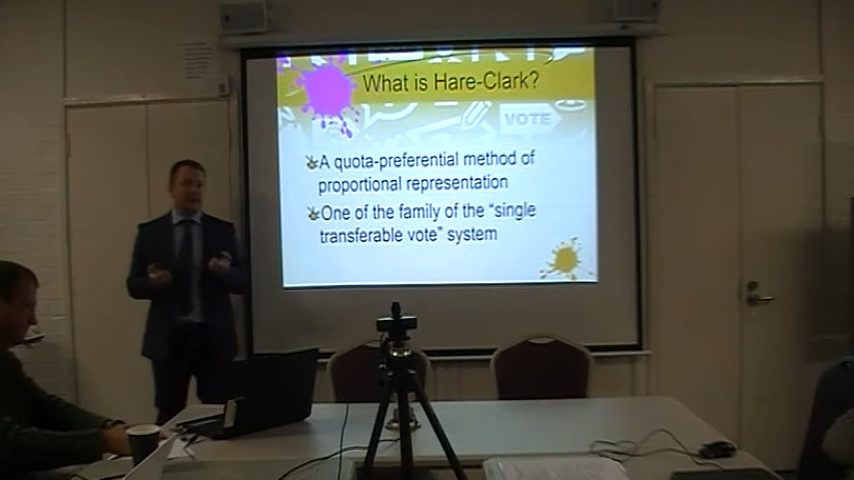 What is Hare-Clark?
VOTE
A quota-preferential method of
proportional representation
One of the family of the “single
transferable vote” system